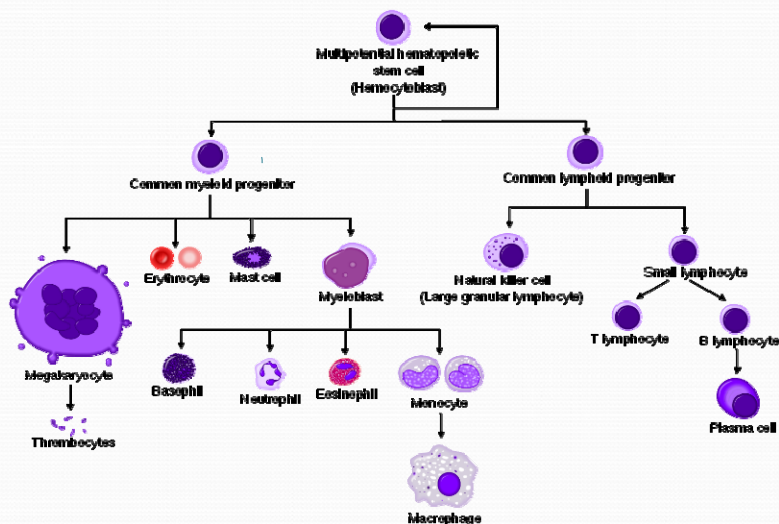 Multipotential hematopoietic
stem cell
(Hemocytoblast)
Common myeloid progenitor
Common lymphoid progenitor
Erythrocyte
Mast cell
Myeloblast
Natural killer cell
(Large granular lymphocyte)
Small lymphocyte
T lymphocyte
B lymphocyte
Megakaryocyte
Basophil
Neutrophil
Eosinophil
Monocyte
Plasma cell
Thrombocytes
Macrophage